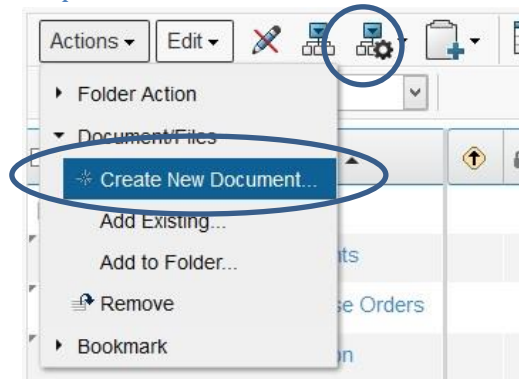 Actions Edit
Folder Action
Document/Files
Create New Document...
Add Existing...
Add to Folder... nts
Remove se Orders
Bookmark on